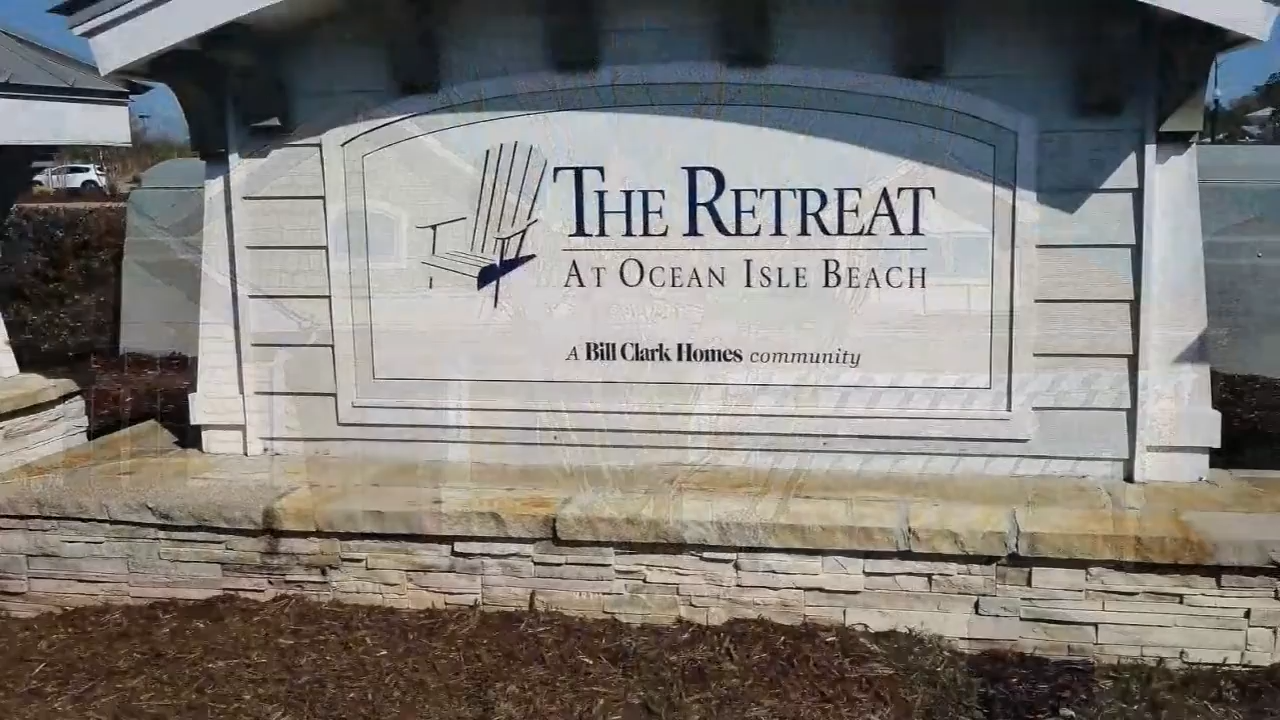 THE RETREAT
AT OCEAN ISLE BEACH
A Bill Clark Homes community